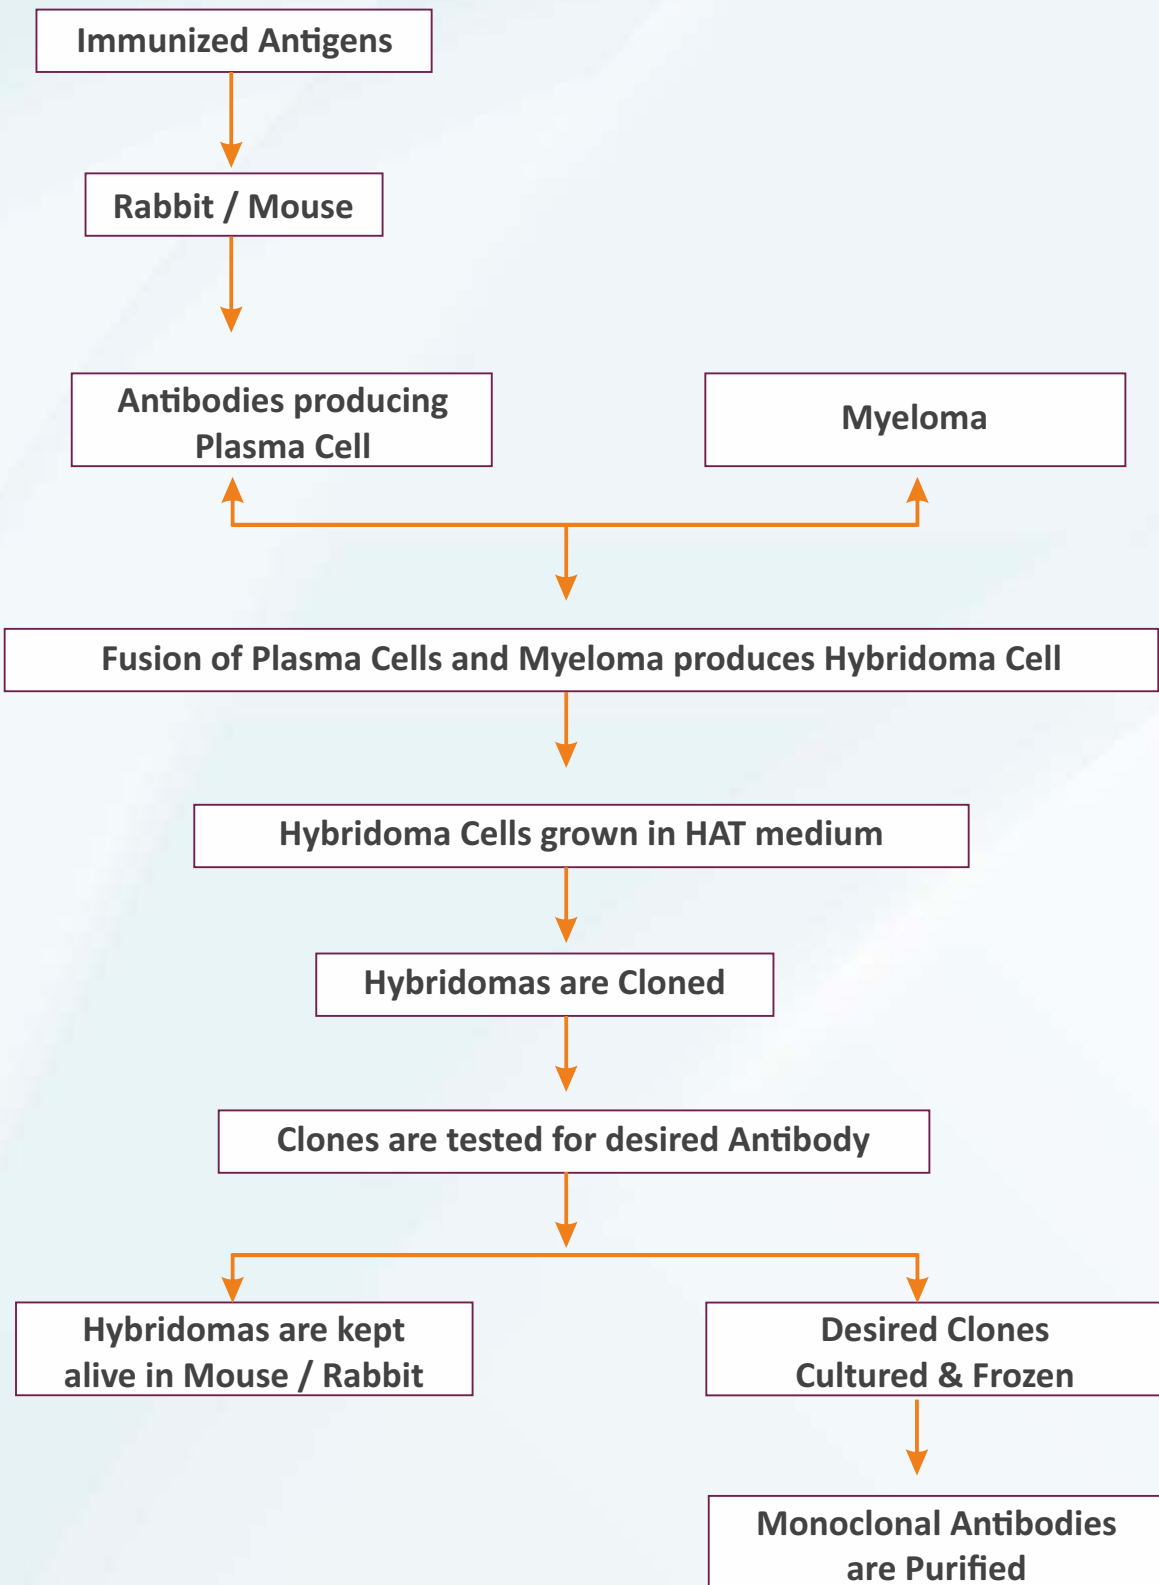 Immunized Antigens
Rabbit / Mouse
Antibodies producing
Plasma Cell
Myeloma
Fusion of Plasma Cells and Myeloma produces Hybridoma Cell
Hybridoma Cells grown in HAT medium
Hybridomas are Cloned
Clones are tested for desired Antibody
Hybridomas are kept
alive in Mouse / Rabbit
Desired Clones
Cultured & Frozen
Monoclonal Antibodies
are Purified